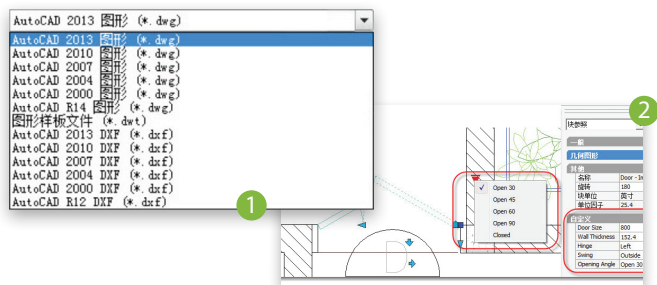 AutoCAD 2013 图形 (*.dwg)
AutoCAD 2013 图形 (*.dwg)
AutoCAD 2010 图形 (*.dwg)
AutoCAD 2007 图形 (*.dwg)
AutoCAD 2004 图形 (*.dwg)
AutoCAD 2000 图形 (*.dwg)
AutoCAD R14 图形 (*.dwg)
图形样板文件 (*.dwt)
AutoCAD 2013 DXF (*.dxf)
AutoCAD 2010 DXF (*.dxf)
AutoCAD 2007 DXF (*.dxf)
AutoCAD 2004 DXF (*.dxf)
AutoCAD 2000 DXF (*.dxf)
AutoCAD R12 DXF (*.dxf)
1
2
Open 30
Open 45
Open 60
Open 90
Closed
D
块参照
一般
几何图形
其他
名称 Door - In
旋转 180
块单位 英寸
单位因子 25.4
自定义
Door Size 800
Wall Thickness 152.4
Hinge Left
Swing Outside
Opening Angle Open 30